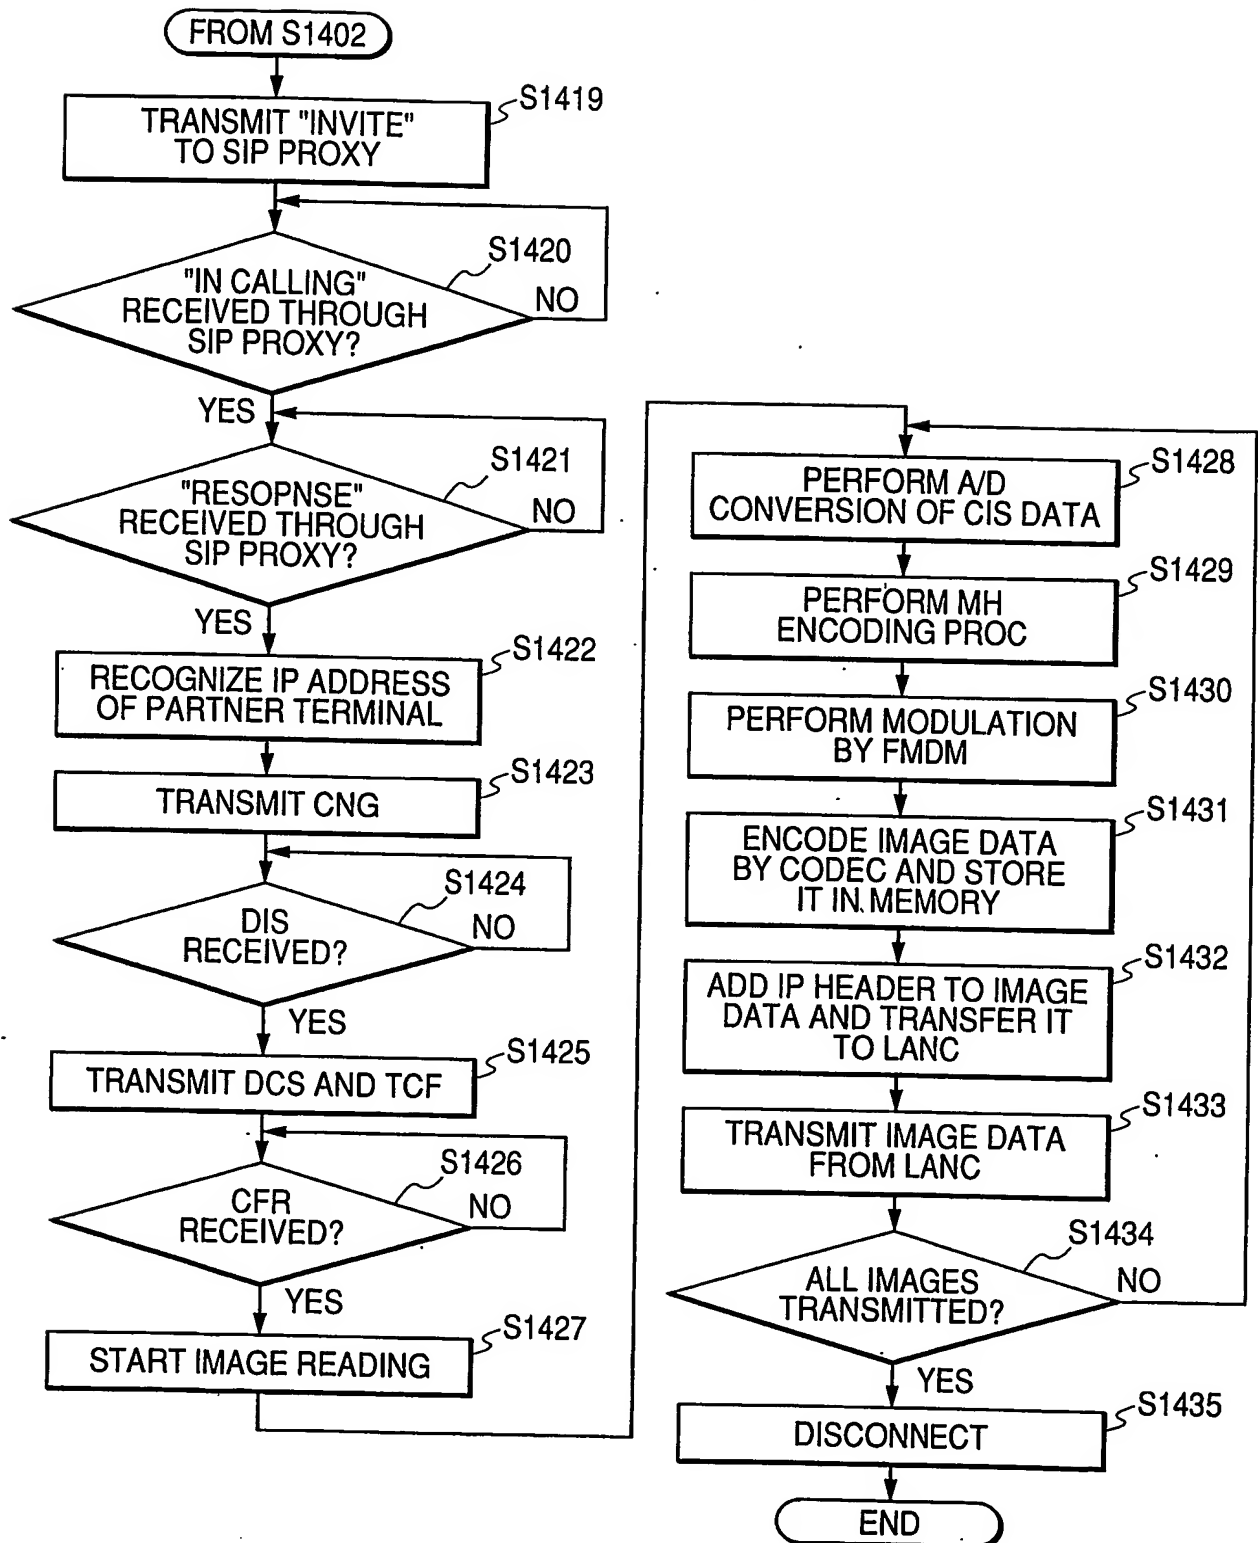 FROM S1402
S1419
TRANSMIT "INVITE"
TO SIP PROXY
S1420
"IN CALLING"
RECEIVED THROUGH
SIP PROXY?
NO
YES
S1421
"RESOPNSE"
RECEIVED THROUGH
SIP PROXY?
NO
YES
S1422
RECOGNIZE IP ADDRESS
OF PARTNER TERMINAL
S1423
TRANSMIT CNG
S1424
DIS
RECEIVED?
NO
YES
S1425
TRANSMIT DCS AND TCF
S1426
CFR
RECEIVED?
NO
YES
S1427
START IMAGE READING
S1428
PERFORM A/D
CONVERSION OF CIS DATA
S1429
PERFORM MH
ENCODING PROC
S1430
PERFORM MODULATION
BY FMDM
S1431
ENCODE IMAGE DATA
BY CODEC AND STORE
IT IN MEMORY
S1432
ADD IP HEADER TO IMAGE
DATA AND TRANSFER IT
TO LANC
S1433
TRANSMIT IMAGE DATA
FROM LANC
S1434
ALL IMAGES
TRANSMITTED?
NO
YES
S1435
DISCONNECT
END